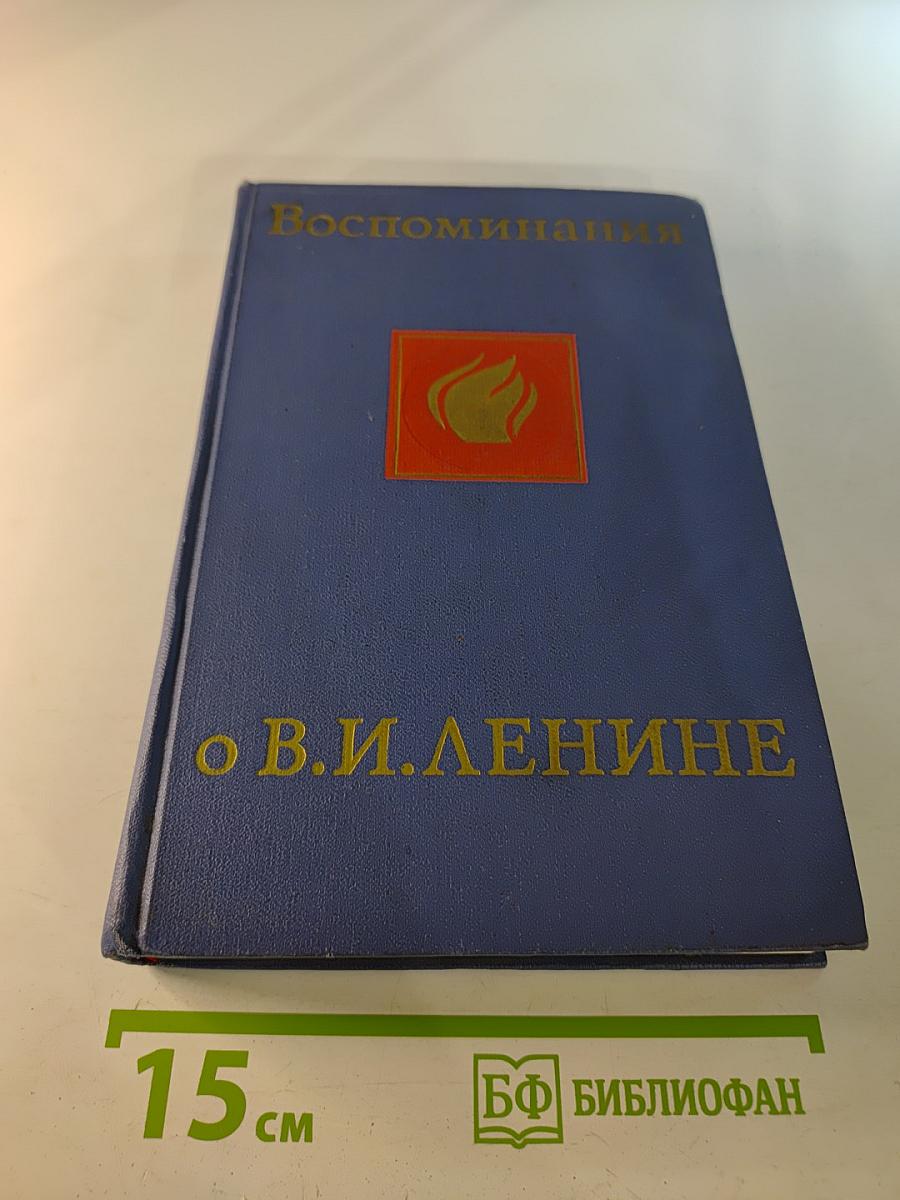 Воспоминания
о В.И.ЛЕНИНЕ
15 см
БФ БИБЛИОФАН